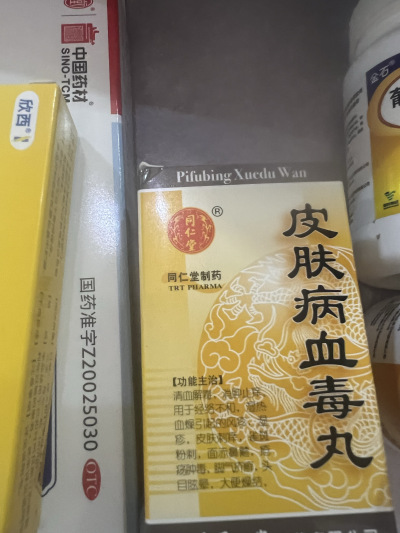 中国药材
SINO-TCM
欣西
国药准字Z20025030
OTC
Pifubing Xuedu Wan
同仁堂
®
同仁堂制药
TRT PHARMA
皮肤病血毒丸
【功能主治】
清血解毒，消肿止痒
用于经络不和，湿热
血燥引起的风疹，湿
疹，皮肤刺痒，雀斑
粉刺，面赤鼻齇，疮
疡肿毒，脚气疥癣，头
目眩晕，大便燥结。
金石
葡